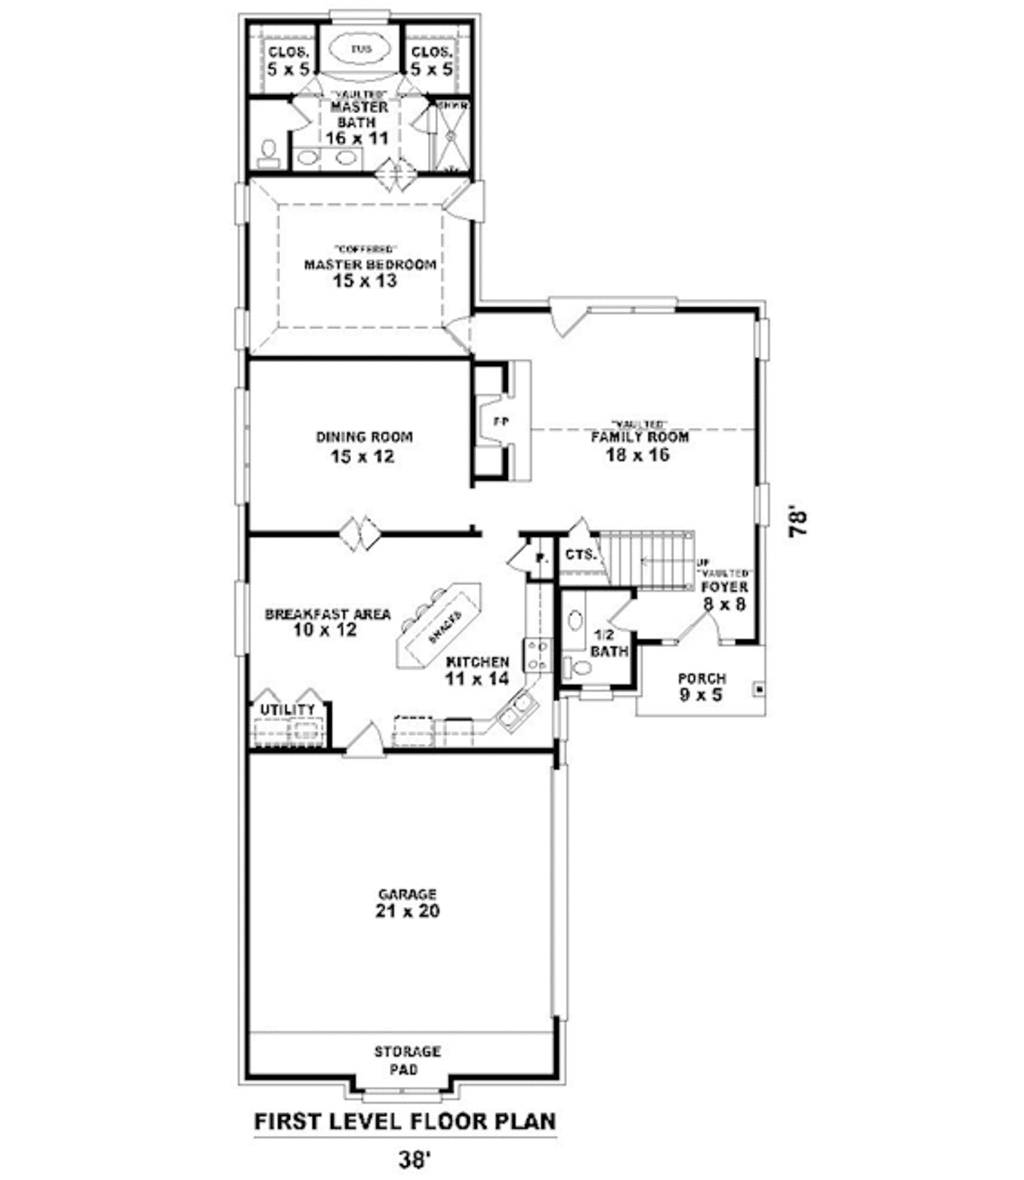 CLOS.
5 x 5
TUB
CLOS.
5 x 5
"VAULTED"
MASTER
BATH
16 x 11
SHWR
"COFFERED"
MASTER BEDROOM
15 x 13
DINING ROOM
15 x 12
F-P
"VAULTED"
FAMILY ROOM
18 x 16
78'
P.
CTS.
UP
"VAULTED"
FOYER
8 x 8
BREAKFAST AREA
10 x 12
SNACKS
1/2
BATH
KITCHEN
11 x 14
PORCH
9 x 5
UTILITY
GARAGE
21 x 20
STORAGE
PAD
FIRST LEVEL FLOOR PLAN
38'